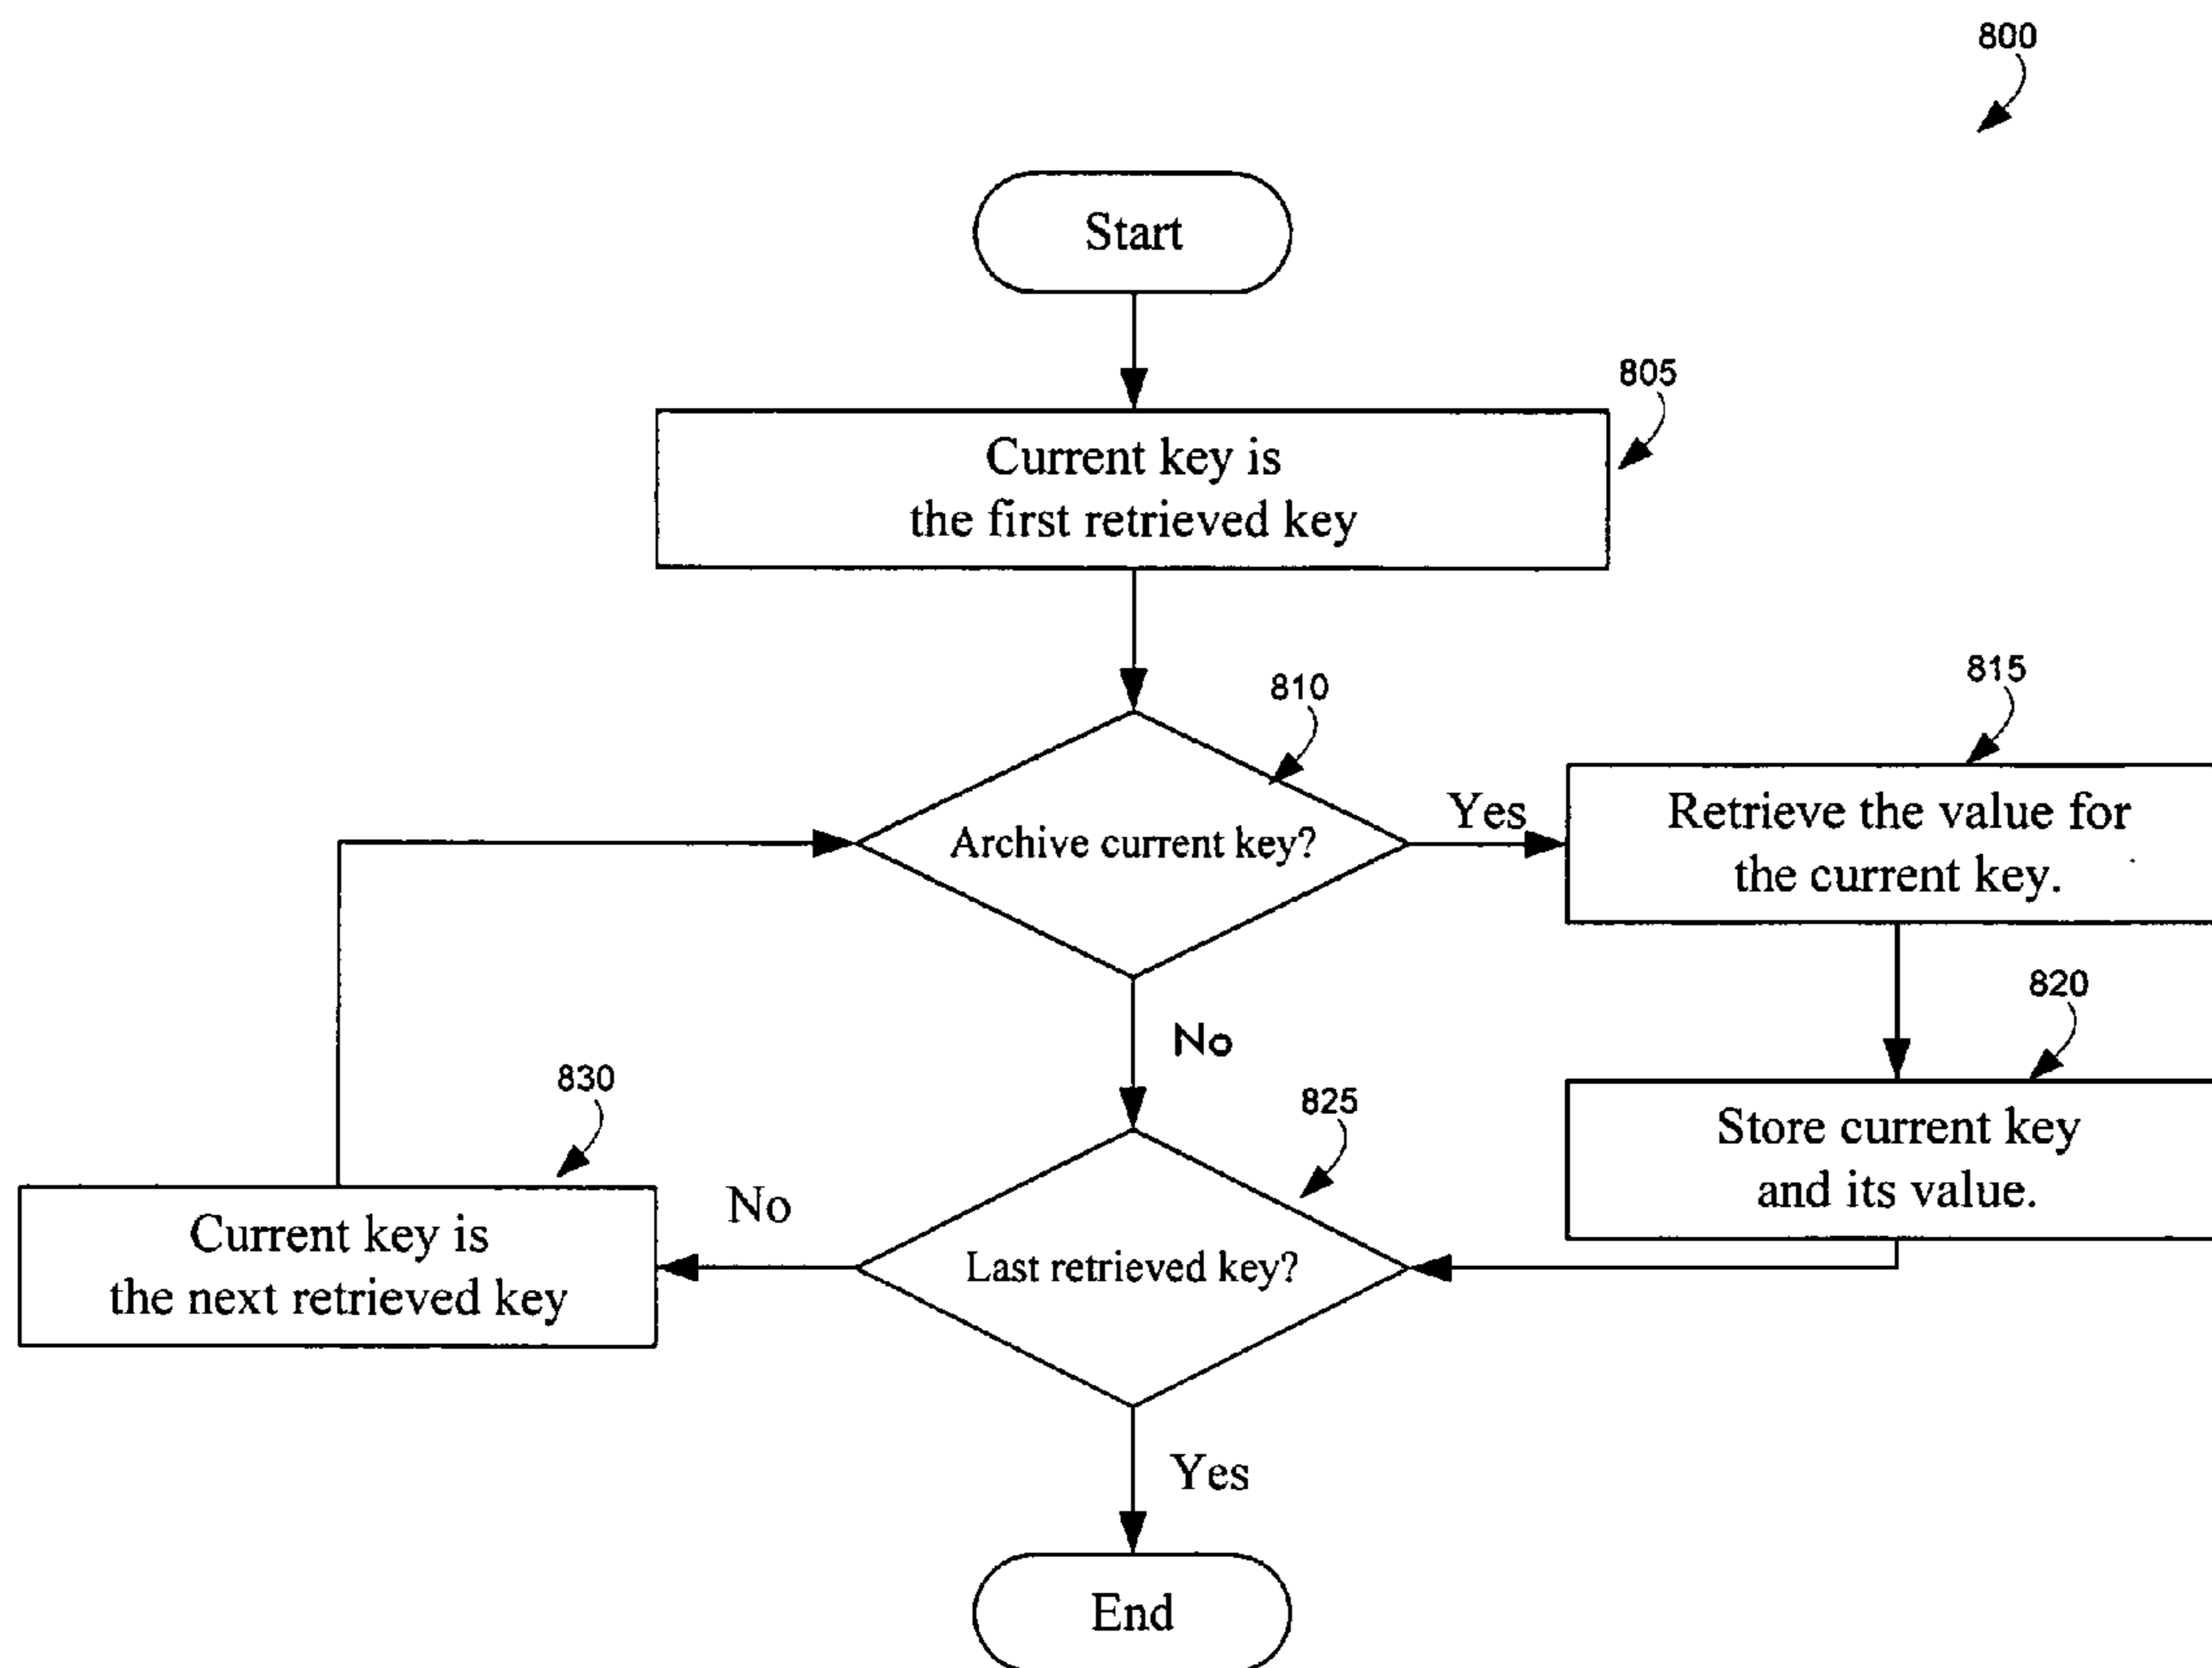 800
Start
805
Current key is
the first retrieved key
810
Archive current key?
Yes
815
Retrieve the value for
the current key.
No
820
Store current key
and its value.
825
Last retrieved key?
No
830
Current key is
the next retrieved key
Yes
End